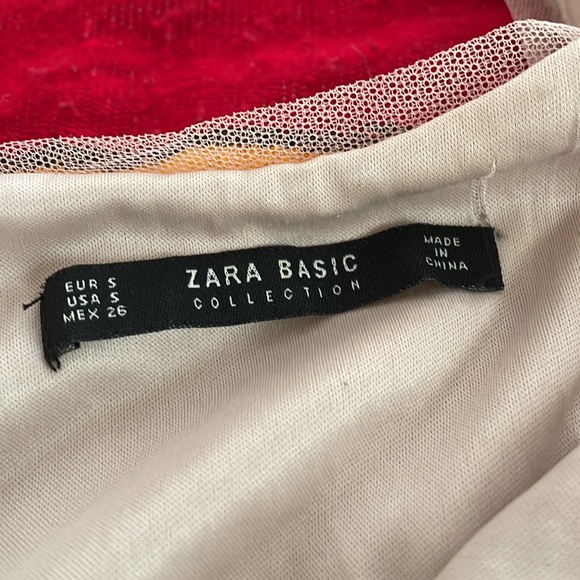 EUR S
USA S
MEX 26
ZARA BASIC
COLLECTION
MADE
IN
CHINA